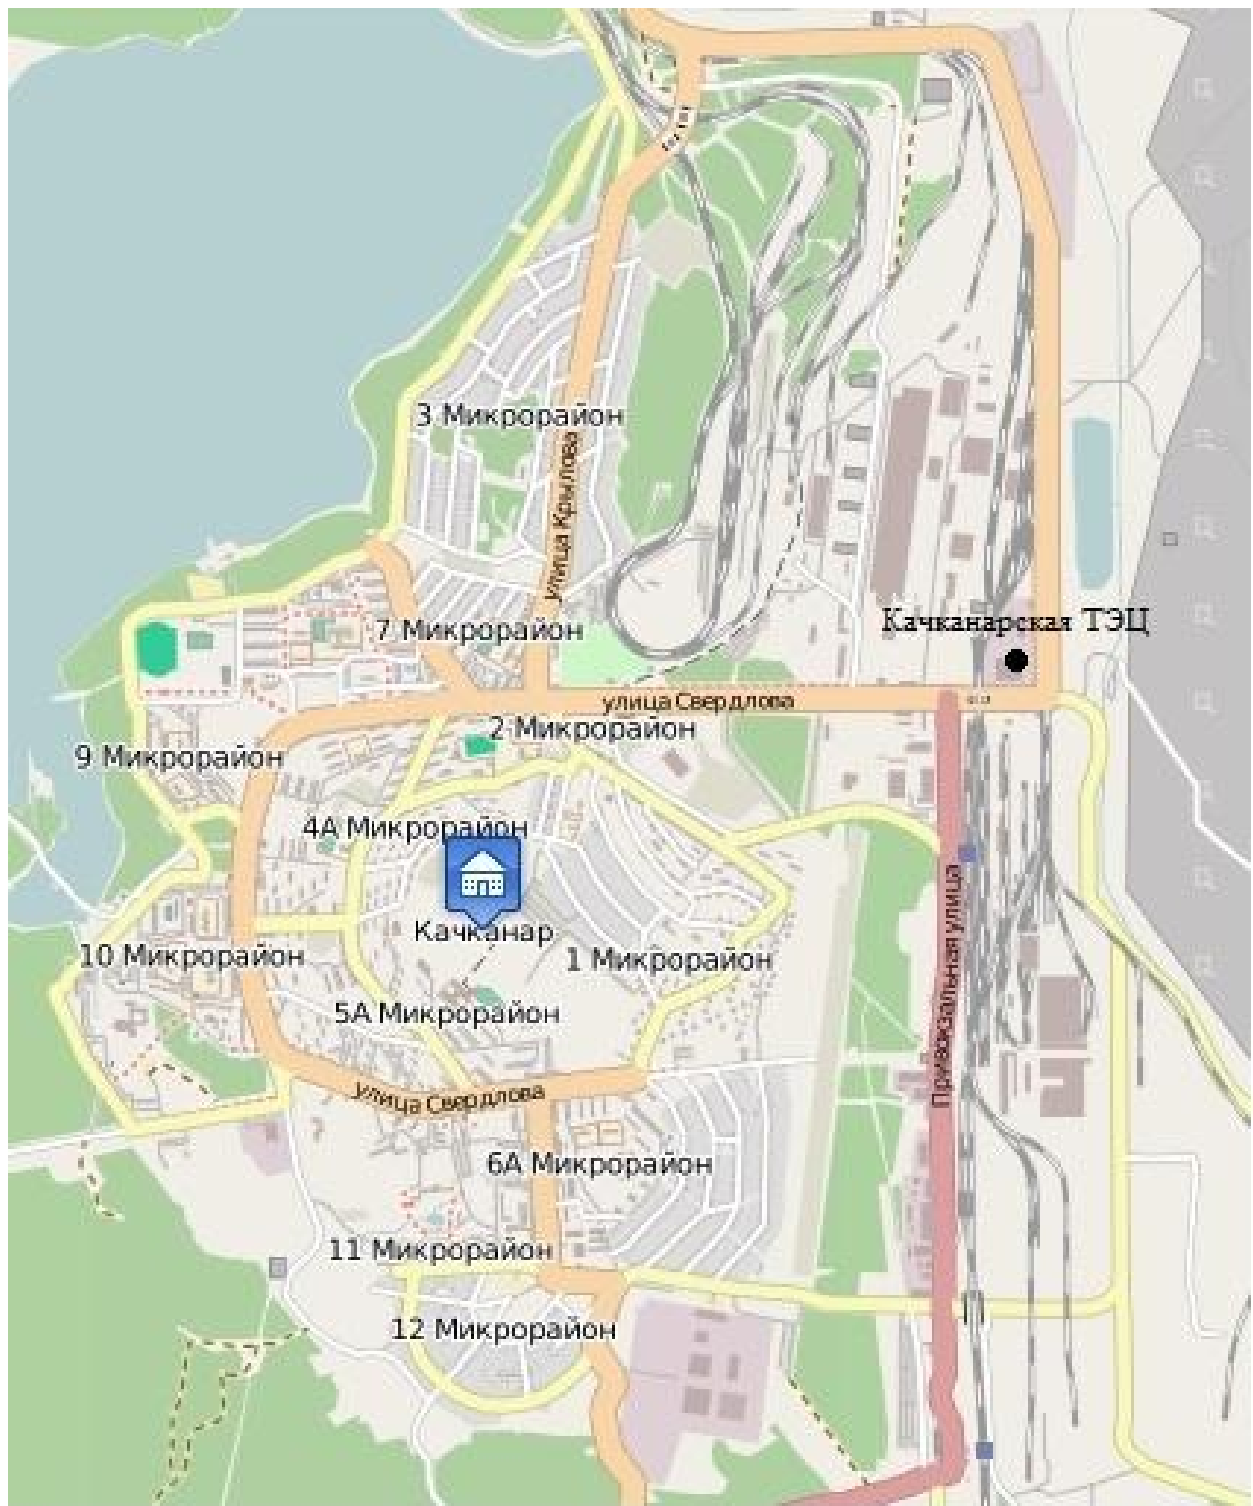 3 Микрорайон
улица Крылова
Качканарская ТЭЦ
7 Микрорайон
улица Свердлова
2 Микрорайон
9 Микрорайон
4А Микрорайон
Качканар
10 Микрорайон
1 Микрорайон
5А Микрорайон
Привокзальная улица
улица Свердлова
6А Микрорайон
11 Микрорайон
12 Микрорайон